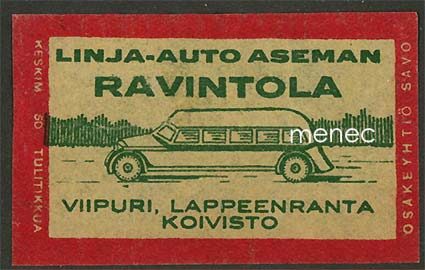 LINJA-AUTO ASEMAN
RAVINTOLA
menec
VIIPURI, LAPPEENRANTA
KOIVISTO
KESKIM. 50 TULITIKKUA
OSAKEYHTIÖ SAVO